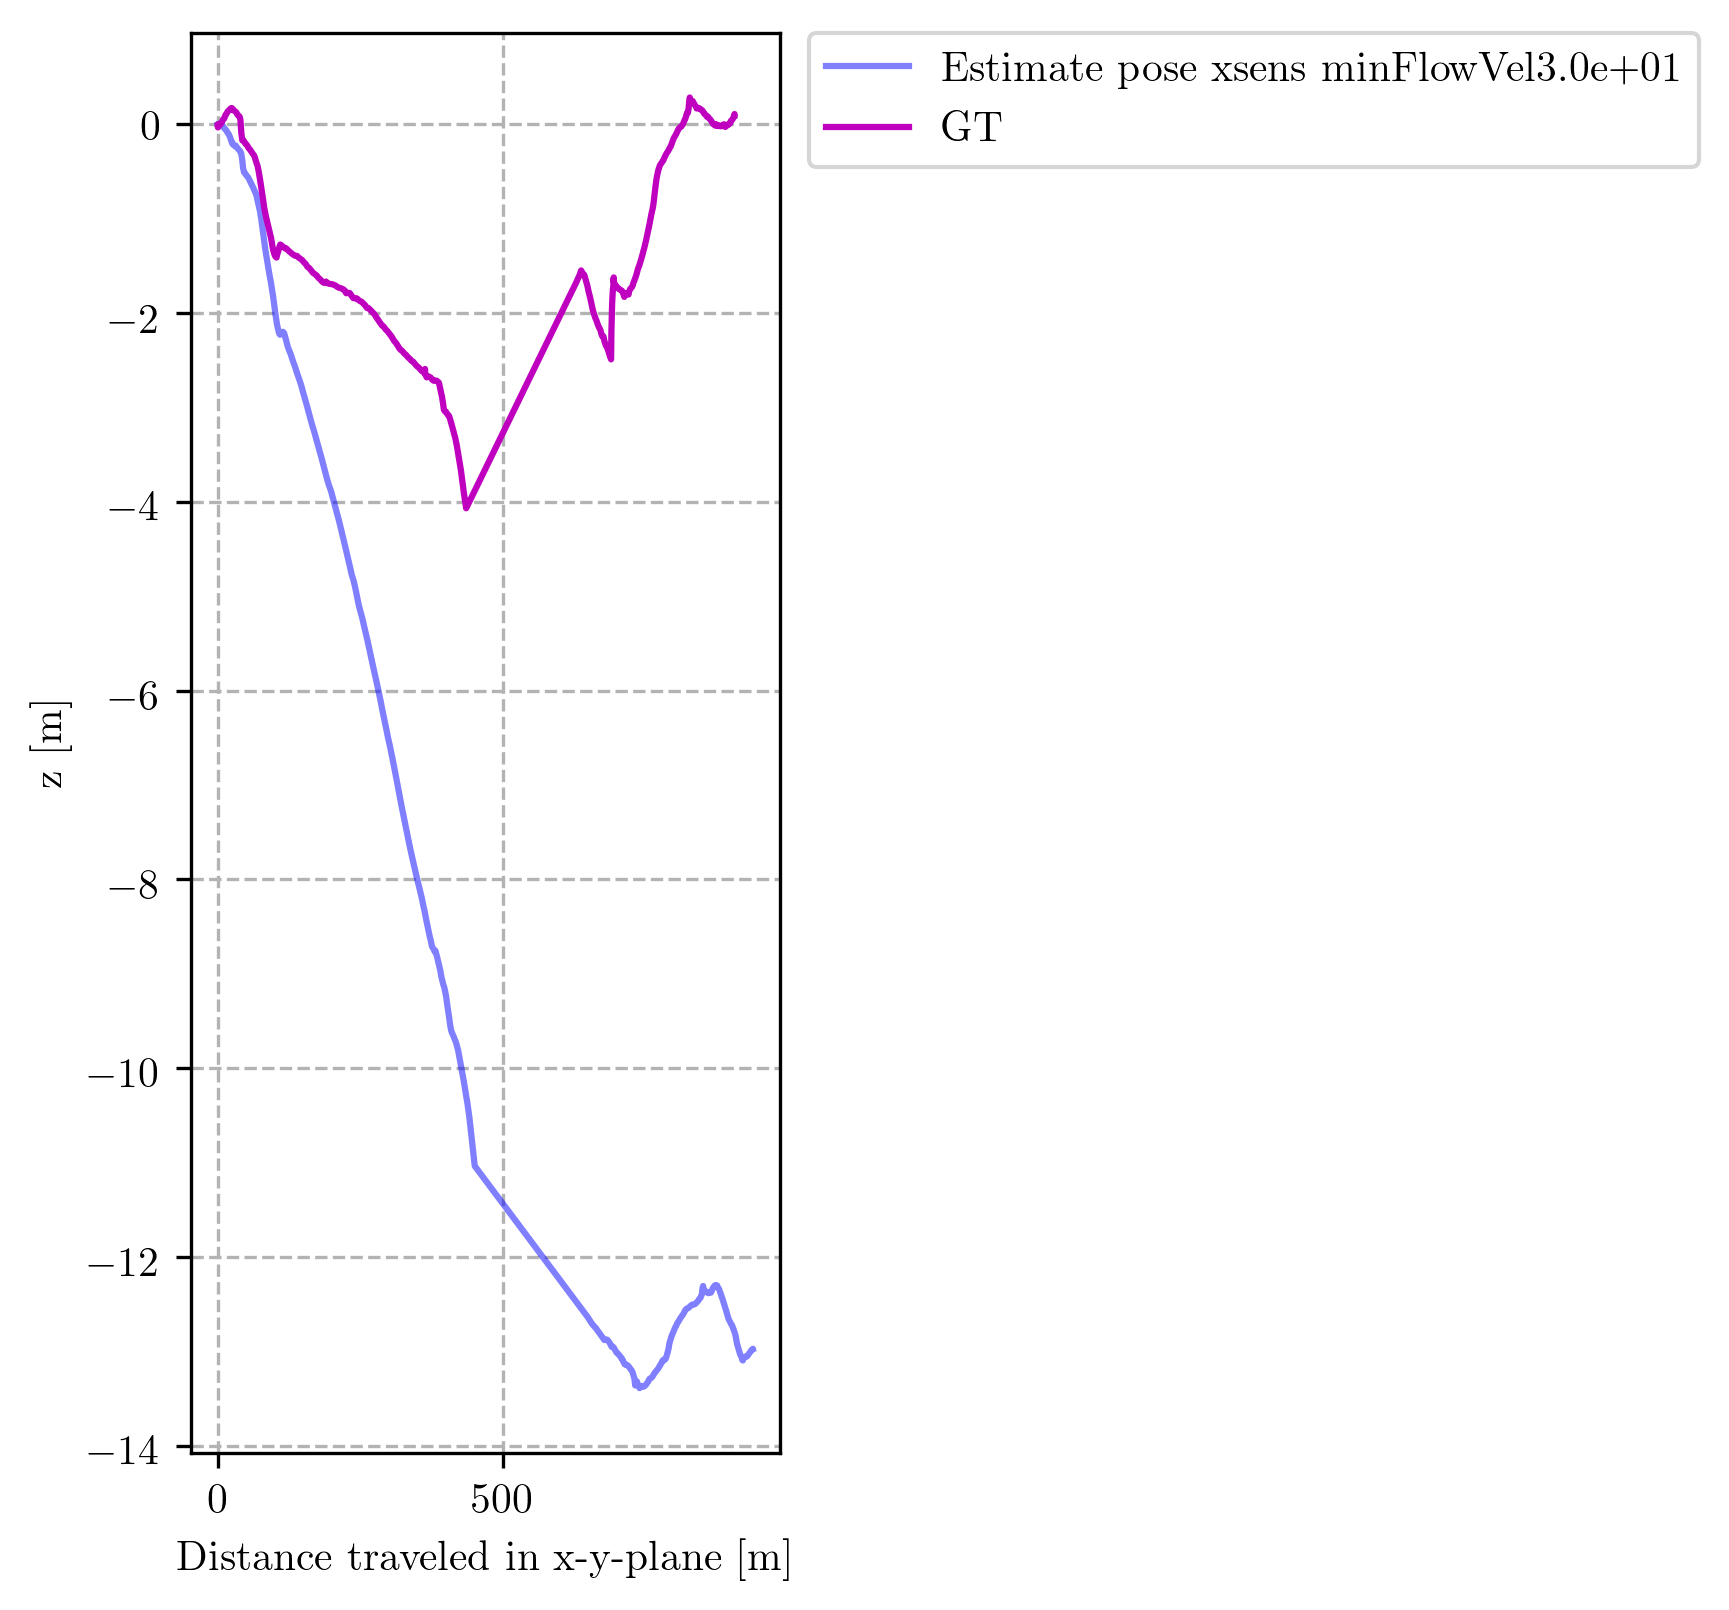 Estimate pose xsens minFlowVel3.0e+01
GT
0
−2
−4
−6
−8
−10
−12
−14
z [m]
0 500
Distance traveled in x-y-plane [m]